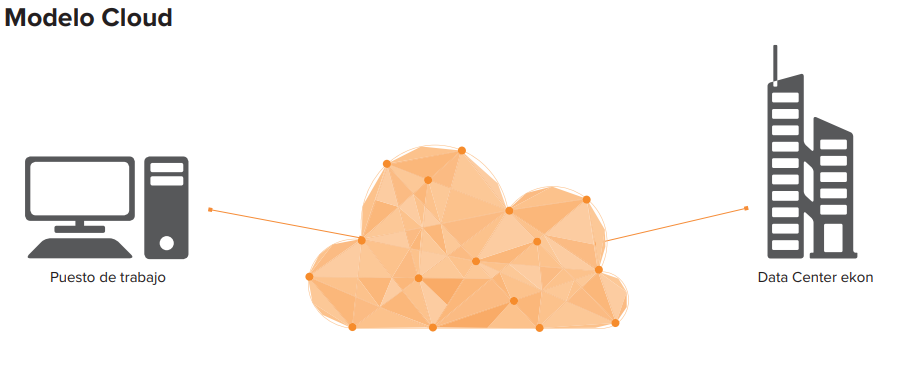 Modelo Cloud
Puesto de trabajo
Data Center ekon